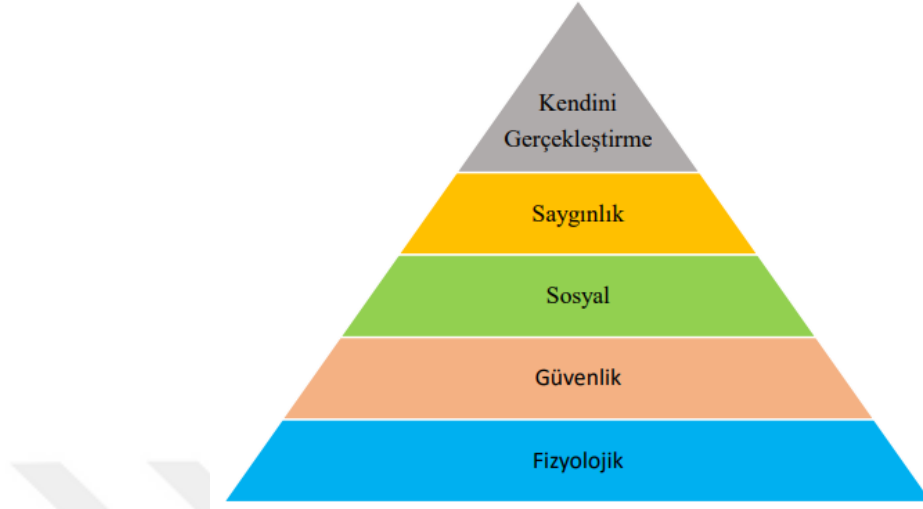 Kendini
Gerçekleştirme
Saygınlık
Sosyal
Güvenlik
Fizyolojik